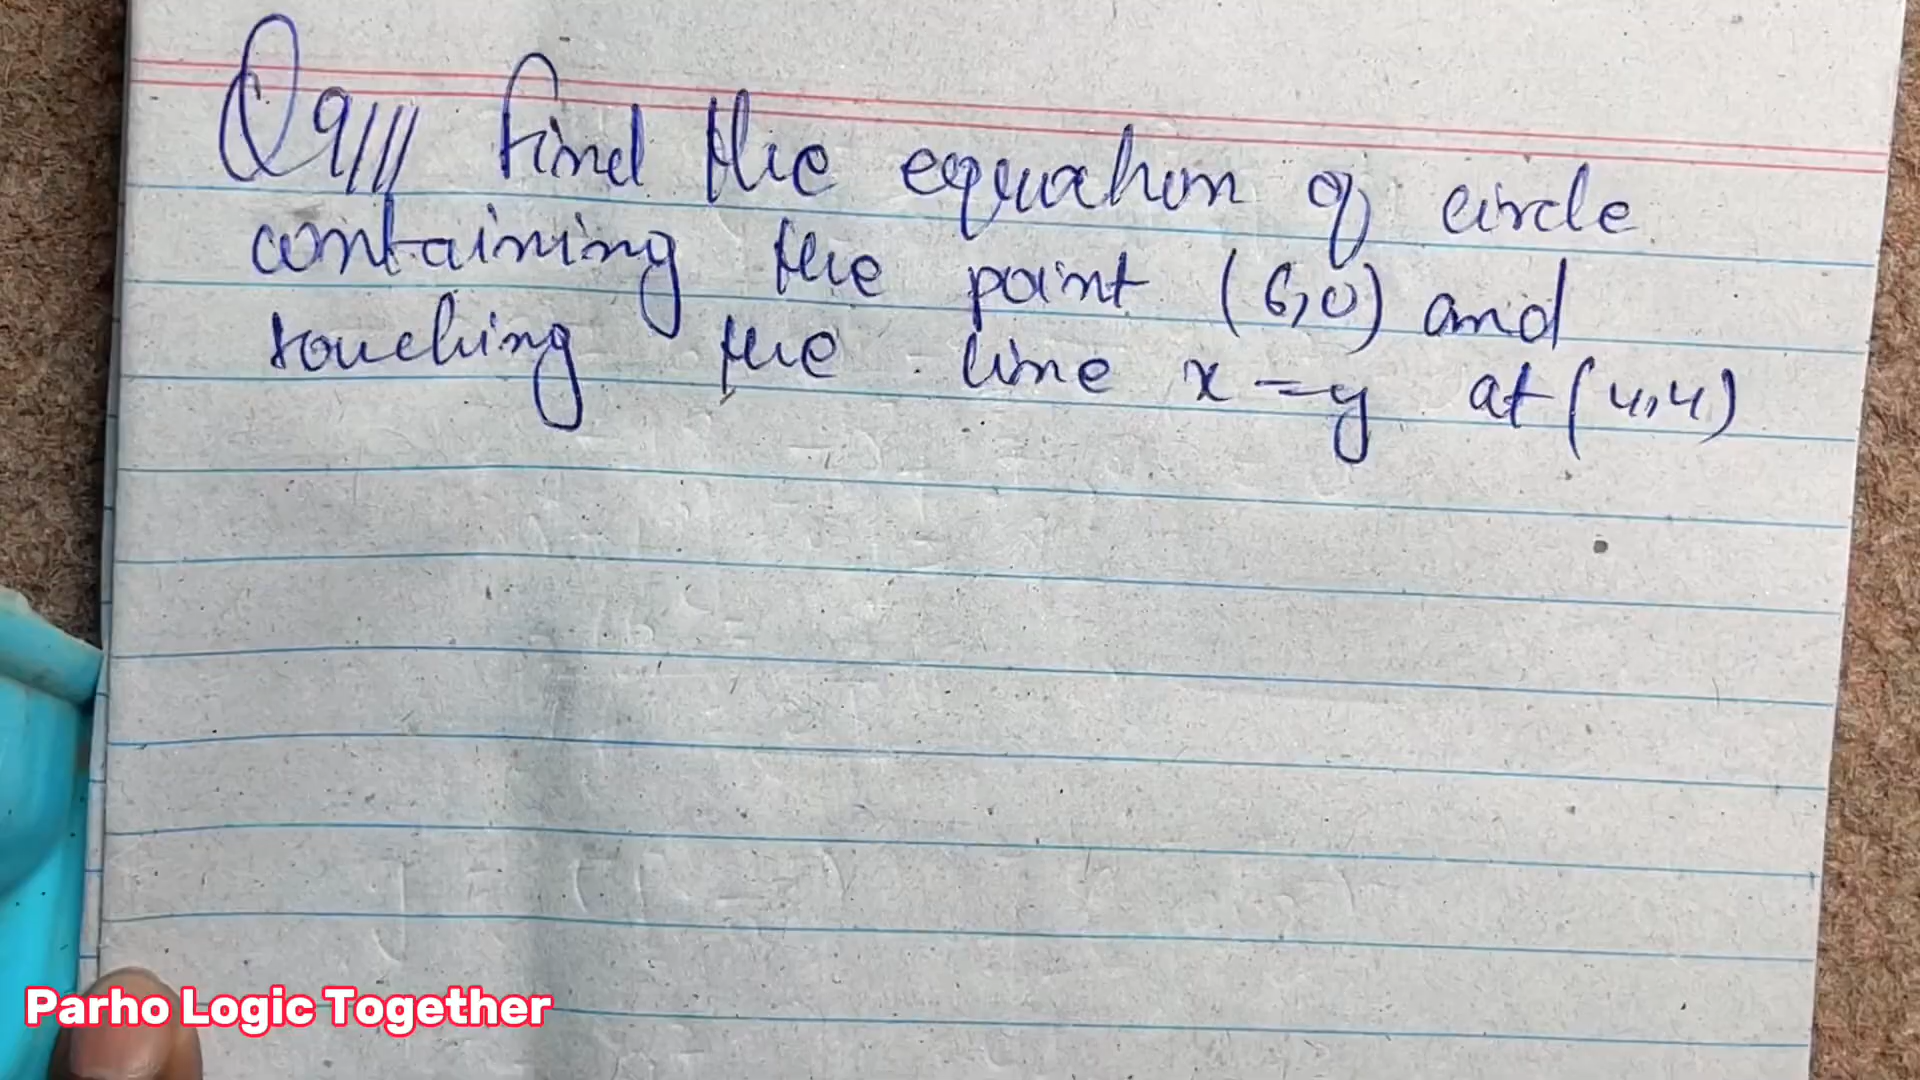 Q9/// find the equation of circle
containing the point (6,0) and
touching the line x=y at (4,4)
Parho Logic Together